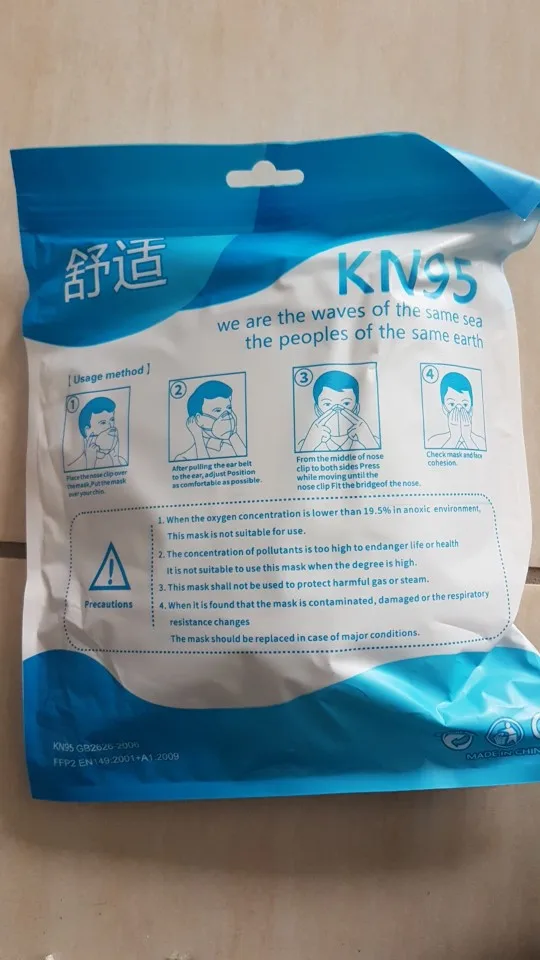 舒适
KN95
we are the waves of the same sea
the peoples of the same earth
【Usage method】
1
Place the nose clip over
the mask, Put the mask
over your chin.
2
After pulling the ear belt
to the ear, adjust Position
as comfortable as possible.
3
From the middle of nose
clip to both sides Press
while moving until the
nose clip Fit the bridgeof the nose.
4
Check mask and face
cohesion.
Precautions
1. When the oxygen concentration is lower than 19.5% in anoxic environment,
This mask is not suitable for use.
2. The concentration of pollutants is too high to endanger life or health
It is not suitable to use this mask when the degree is high.
3. This mask shall not be used to protect harmful gas or steam.
4. When it is found that the mask is contaminated, damaged or the respiratory
resistance changes
The mask should be replaced in case of major conditions.
KN95 GB2626-2006
FFP2 EN149:2001+A1:2009
MADE IN CHIN